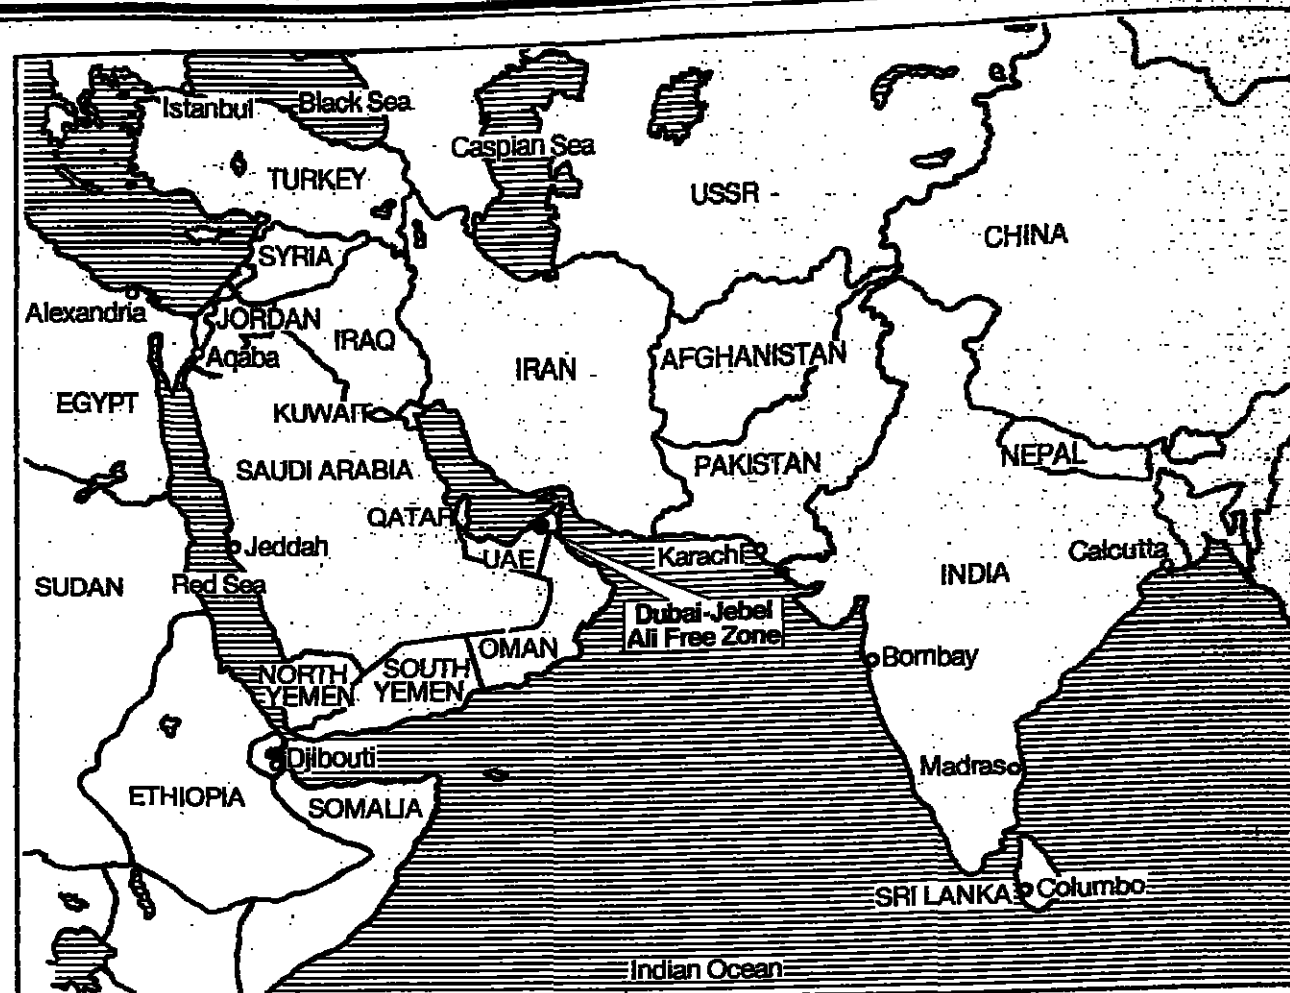 Istanbul
Black Sea
Caspian Sea
TURKEY
USSR
CHINA
SYRIA
Alexandria
JORDAN
IRAQ
Aqaba
IRAN
AFGHANISTAN
EGYPT
KUWAIT
NEPAL
SAUDI ARABIA
PAKISTAN
QATAR
Jeddah
UAE
Karachi
Calcutta
SUDAN
Red Sea
INDIA
Dubai-Jebel
Ali Free Zone
OMAN
Bombay
NORTH
YEMEN
SOUTH
YEMEN
Djibouti
Madras
ETHIOPIA
SOMALIA
SRI LANKA
Columbo
Indian Ocean